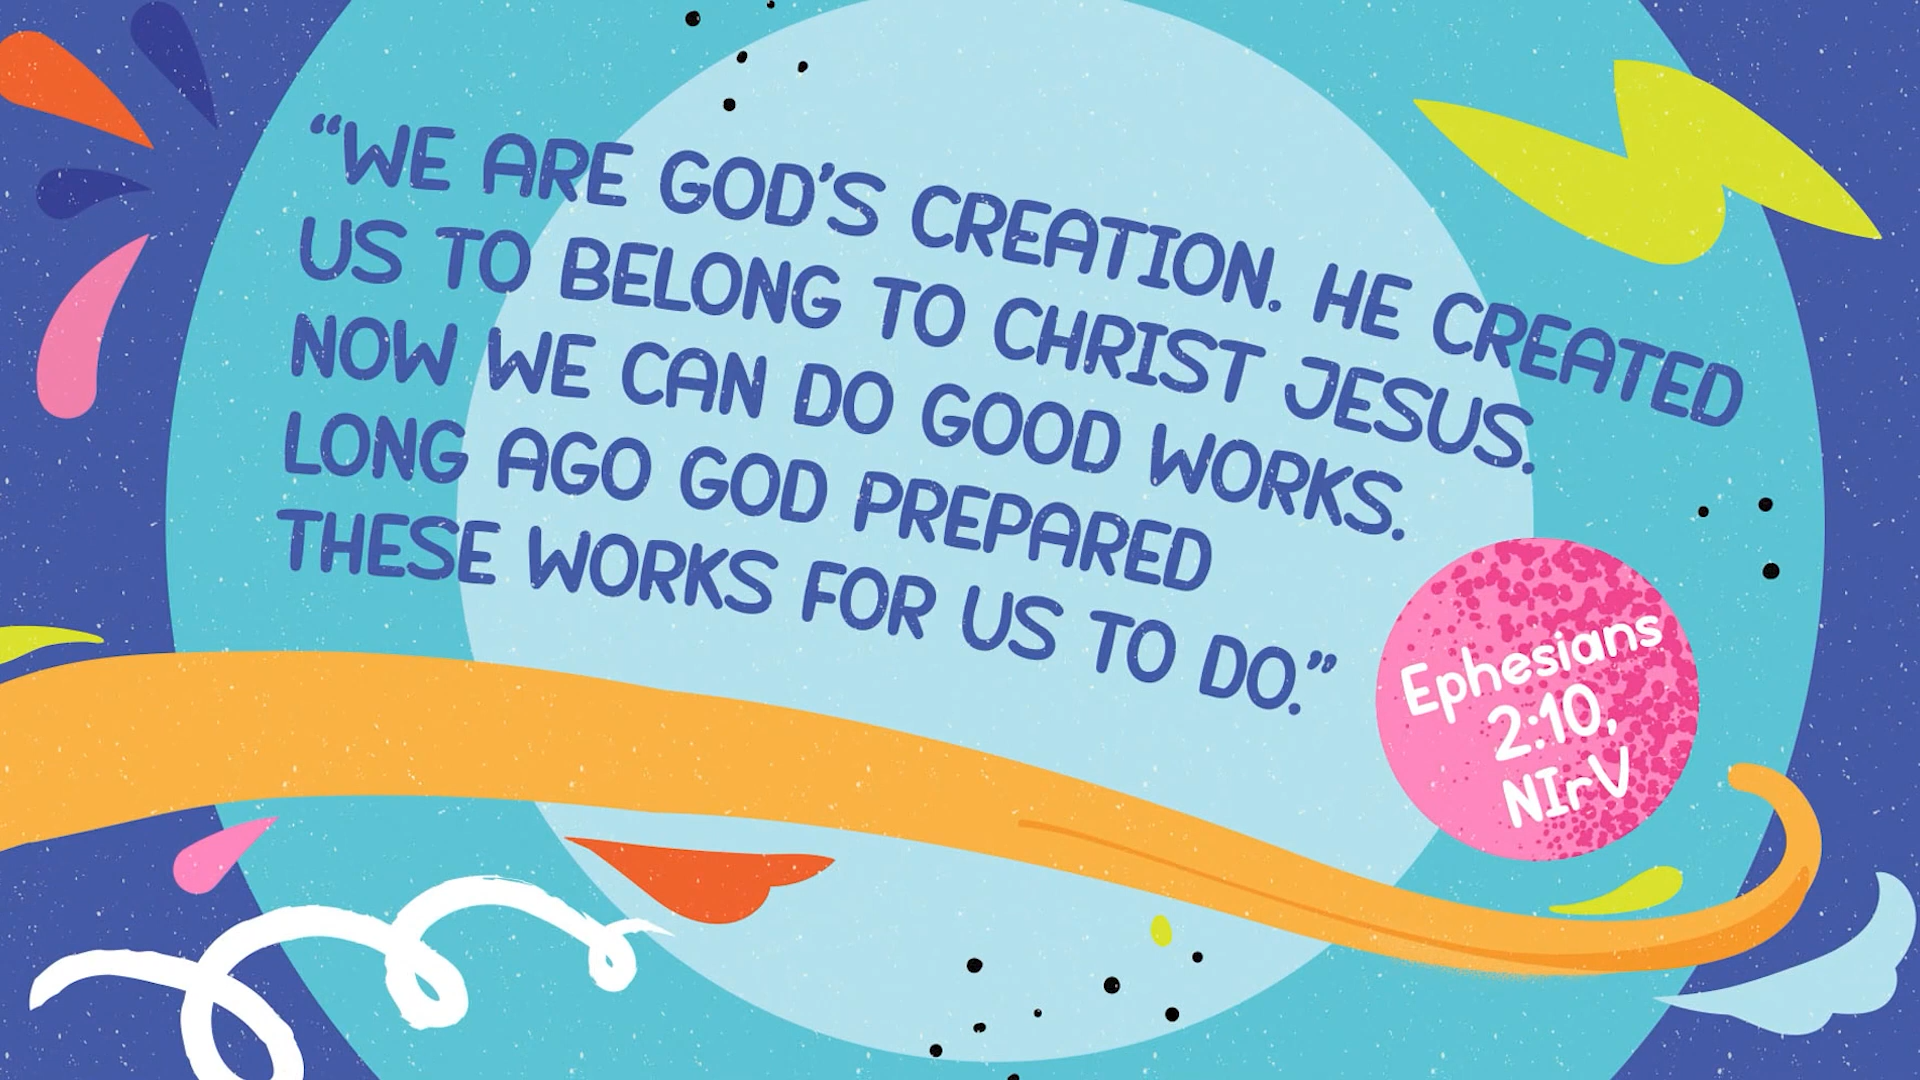 “WE ARE GOD’S CREATION. HE CREATED
US TO BELONG TO CHRIST JESUS.
NOW WE CAN DO GOOD WORKS.
LONG AGO GOD PREPARED
THESE WORKS FOR US TO DO.”
Ephesians
2:10,
NIrV